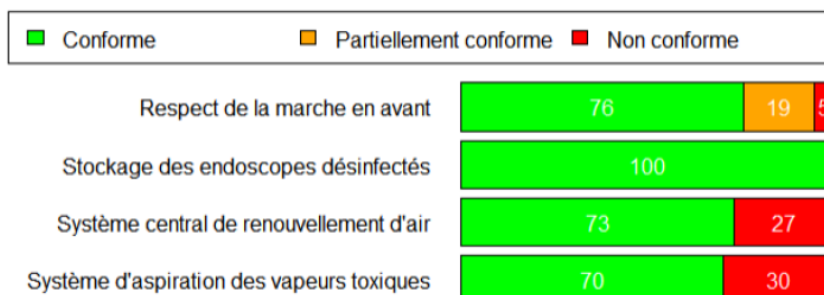 Conforme Partiellement conforme Non conforme
Respect de la marche en avant 76 19 5
Stockage des endoscopes désinfectés 100
Système central de renouvellement d'air 73 27
Système d'aspiration des vapeurs toxiques 70 30